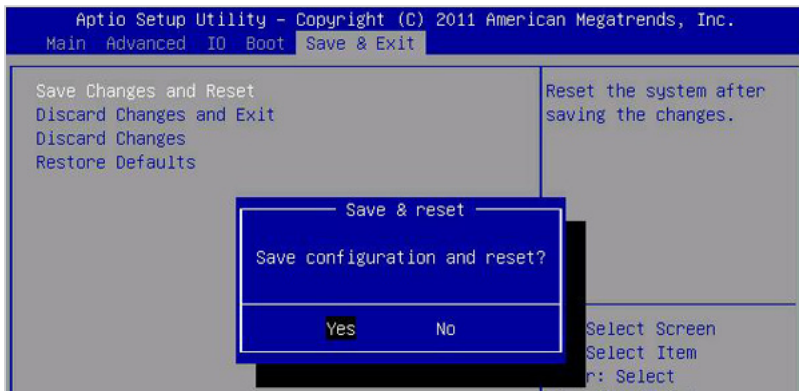 Aptio Setup Utility – Copyright (C) 2011 American Megatrends, Inc.
Main Advanced IO Boot Save & Exit
Save Changes and Reset
Discard Changes and Exit
Discard Changes
Restore Defaults
Reset the system after
saving the changes.
Save & reset
Save configuration and reset?
Yes No
Select Screen
Select Item
r: Select